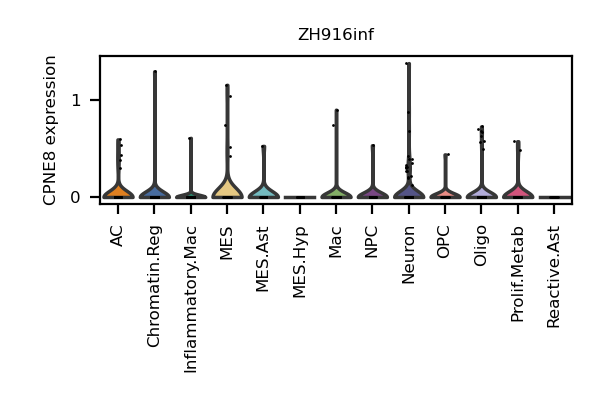 ZH916inf
CPNE8 expression
1
0
AC
Chromatin.Reg
Inflammatory.Mac
MES
MES.Ast
MES.Hyp
Mac
NPC
Neuron
OPC
Oligo
Prolif.Metab
Reactive.Ast